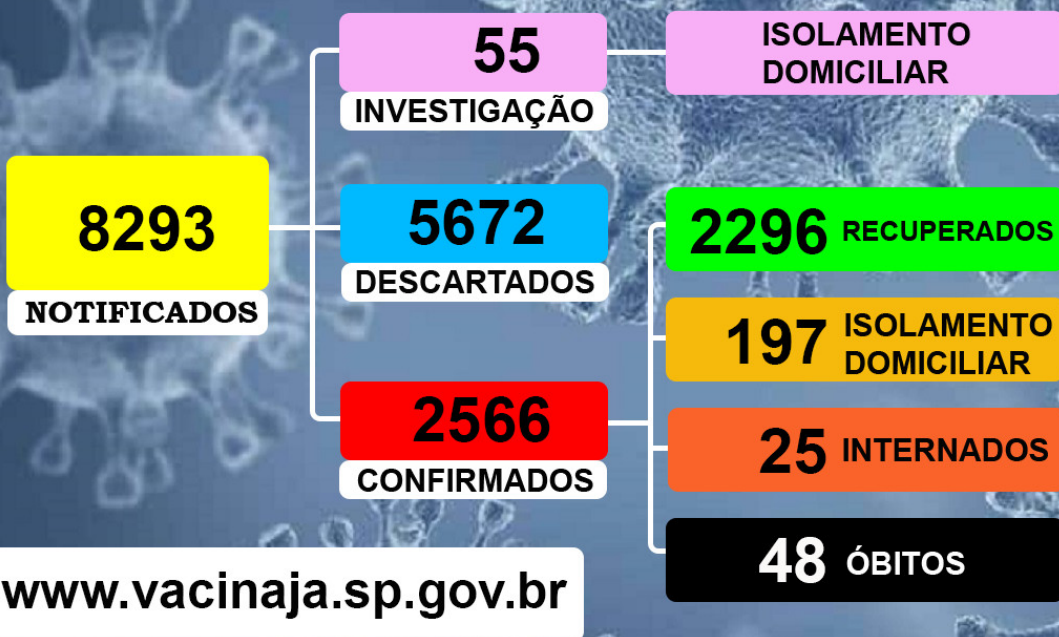 55
INVESTIGAÇÃO
ISOLAMENTO
DOMICILIAR
8293
NOTIFICADOS
5672
DESCARTADOS
2566
CONFIRMADOS
2296 RECUPERADOS
197 ISOLAMENTO
DOMICILIAR
25 INTERNADOS
48 ÓBITOS
www.vacinaja.sp.gov.br